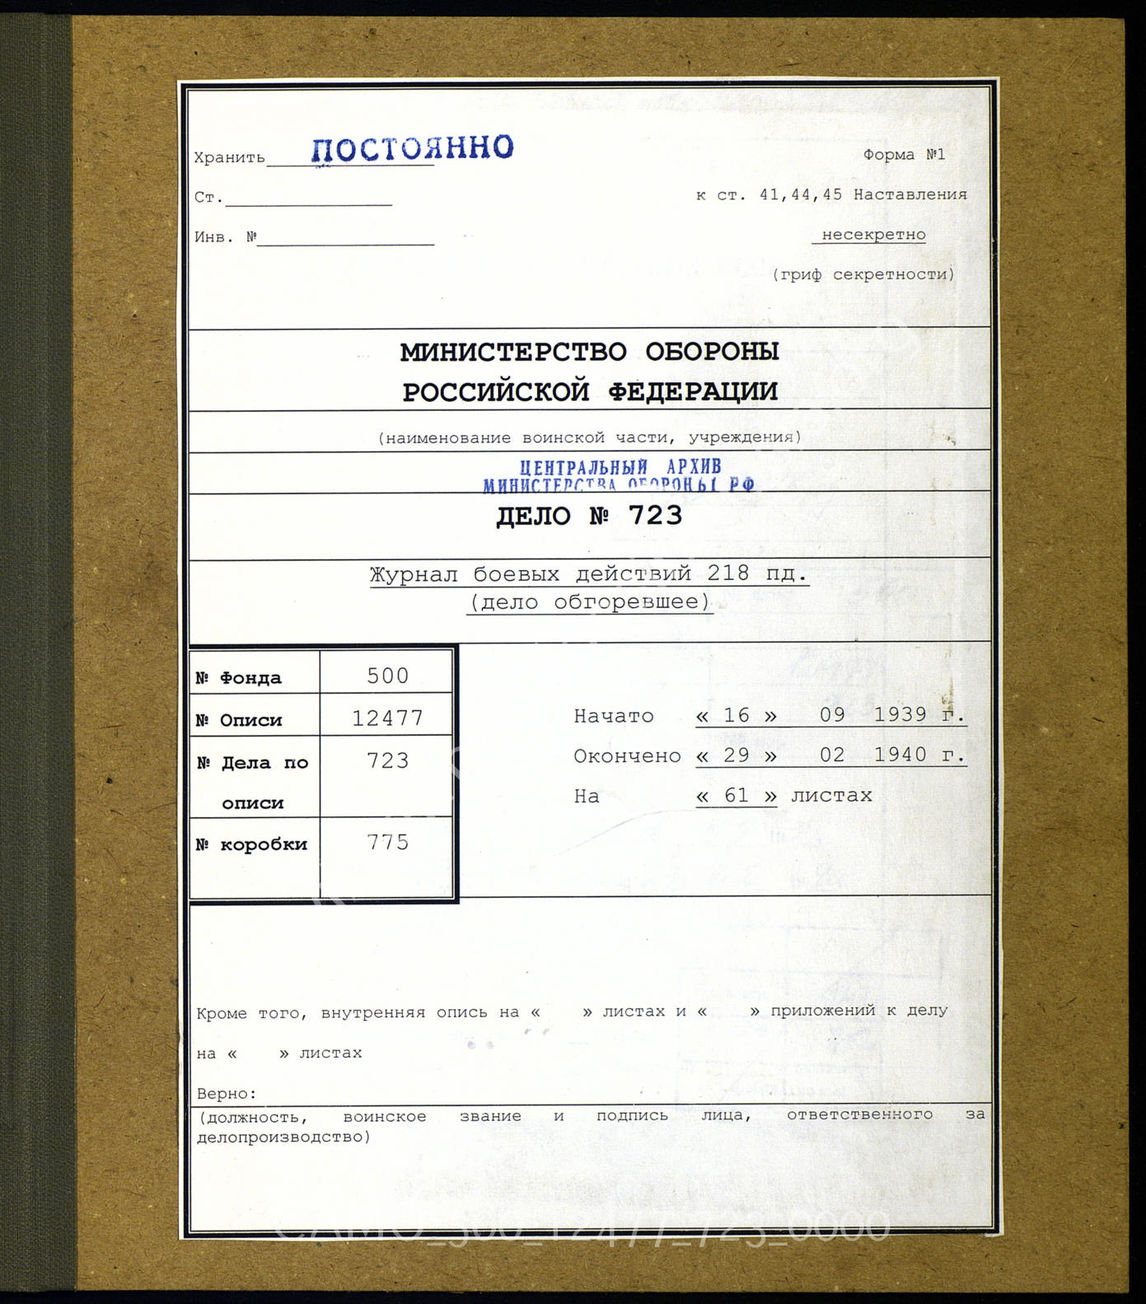 Хранить ПОСТОЯННО
Форма №1
Ст.
к ст. 41,44,45 Наставления
Инв. №
несекретно
(гриф секретности)
МИНИСТЕРСТВО ОБОРОНЫ
РОССИЙСКОЙ ФЕДЕРАЦИИ
(наименование воинской части, учреждения)
ЦЕНТРАЛЬНЫЙ АРХИВ
МИНИСТЕРСТВА ОБОРОНЫ РФ
ДЕЛО № 723
Журнал боевых действий 218 пд.
(дело обгоревшее)
№ Фонда 500
№ Описи 12477
№ Дела по 723
описи
№ коробки 775
Начато « 16 » 09 1939 г.
Окончено « 29 » 02 1940 г.
На « 61 » листах
Кроме того, внутренняя опись на « » листах и « » приложений к делу
на « » листах
Верно:
(должность, воинское звание и подпись лица, ответственного за
делопроизводство)
CAMO_500_12477_723_0000